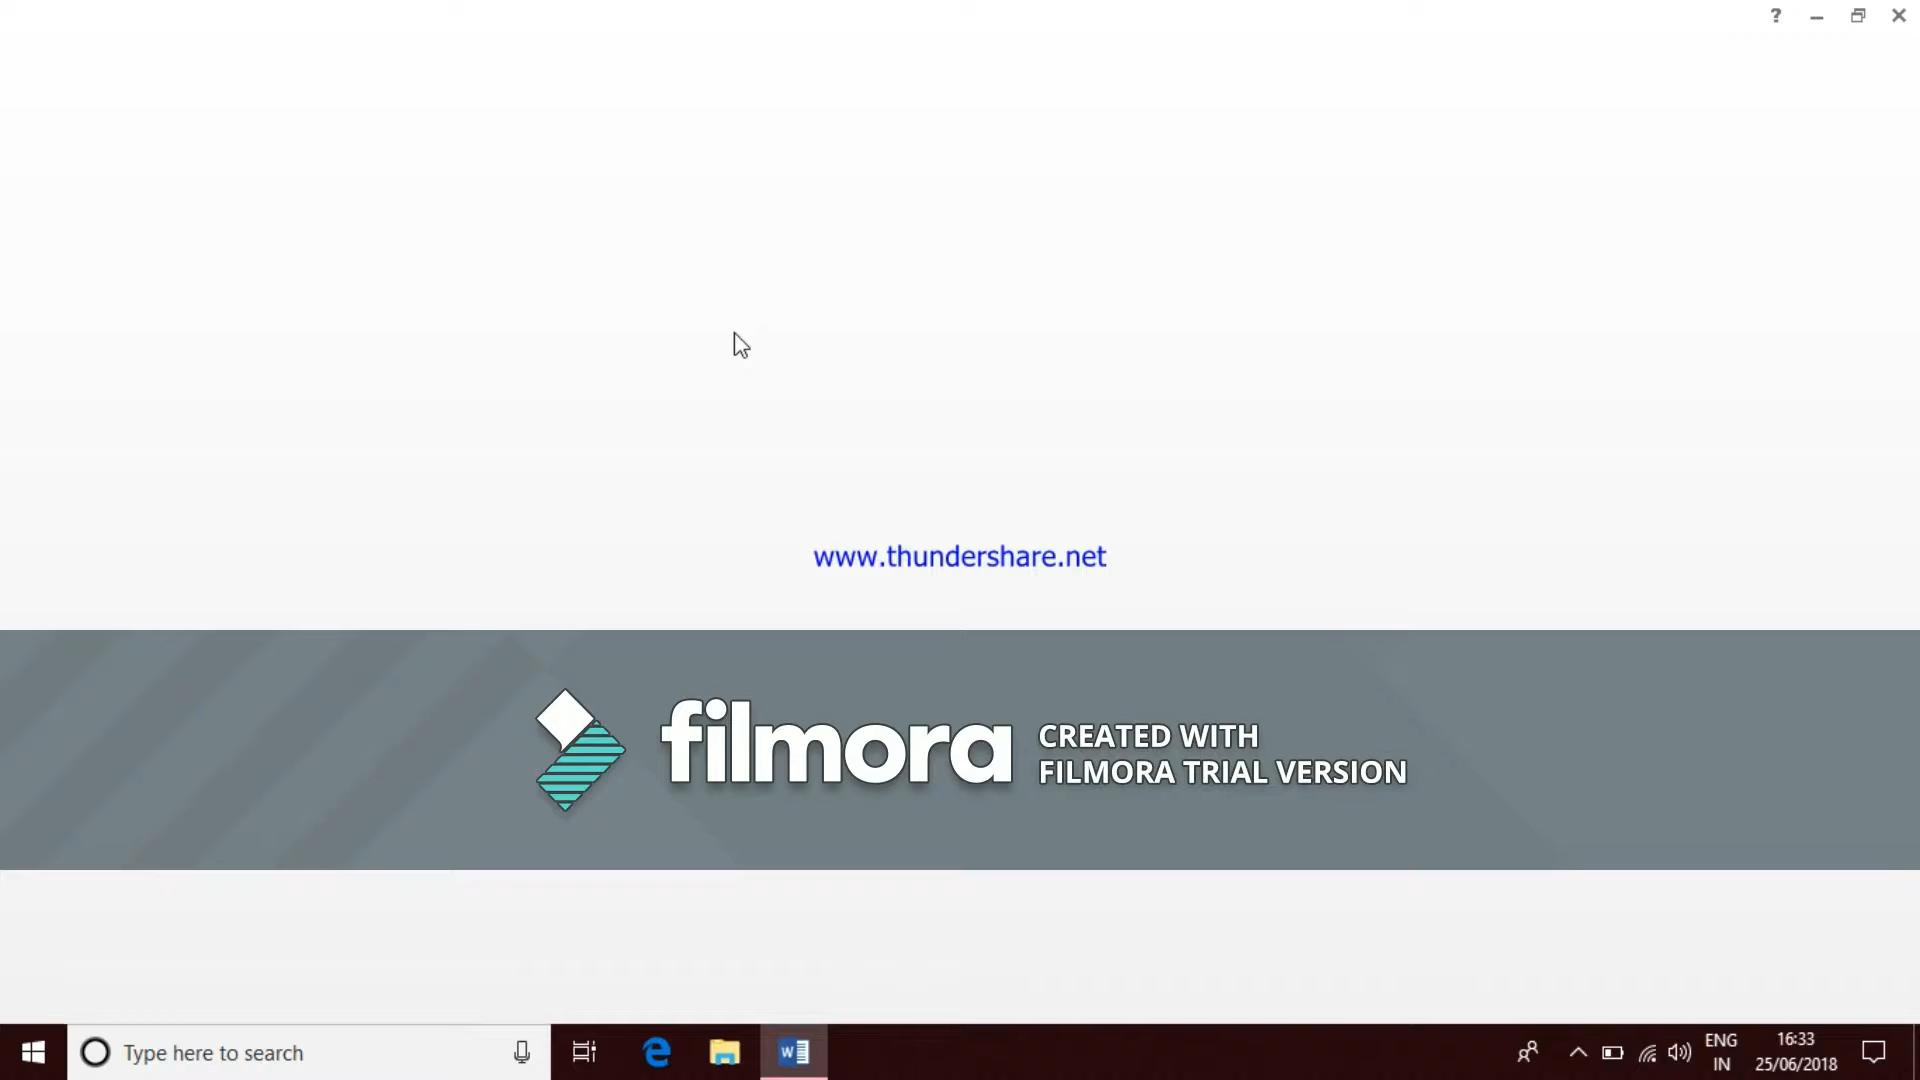 ?
www.thundershare.net
filmora
CREATED WITH
FILMORA TRIAL VERSION
Type here to search
W
ENG
IN
16:33
25/06/2018